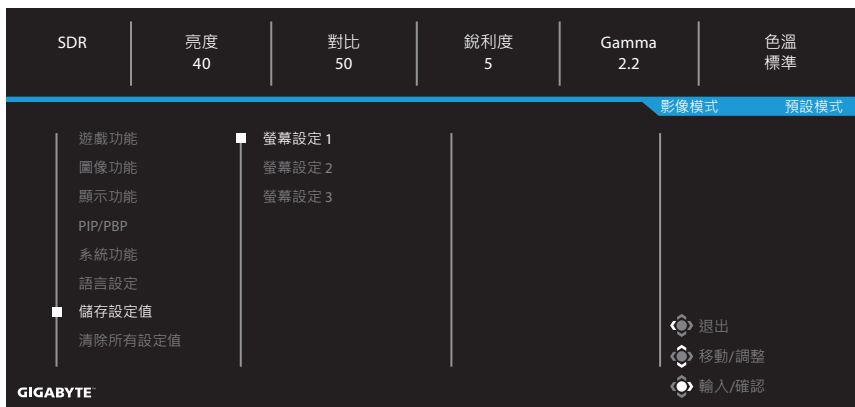 SDR
亮度
40
對比
50
銳利度
5
Gamma
2.2
色溫
標準
影像模式 預設模式
遊戲功能
圖像功能
顯示功能
PIP/PBP
系統功能
語言設定
儲存設定值
清除所有設定值
螢幕設定 1
螢幕設定 2
螢幕設定 3
退出
移動/調整
輸入/確認
GIGABYTE™